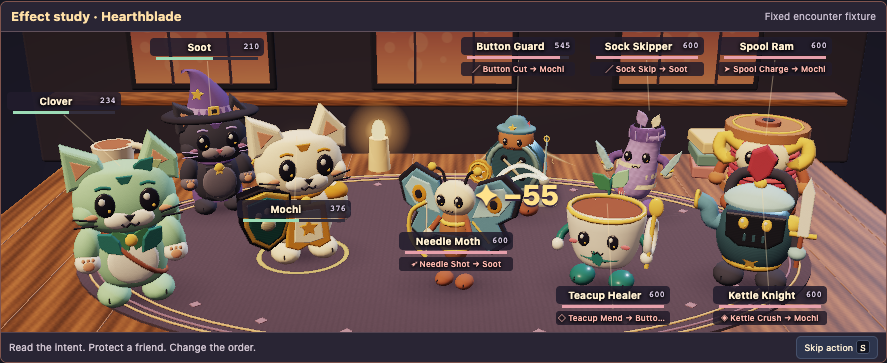 Effect study · Hearthblade
Fixed encounter fixture
Soot 210
Button Guard 545
Button Cut → Mochi
Sock Skipper 600
Sock Skip → Soot
Spool Ram 600
Spool Charge → Mochi
Clover 234
-55
Mochi 376
Needle Moth 600
Needle Shot → Soot
Teacup Healer 600
Teacup Mend → Butto...
Kettle Knight 600
Kettle Crush → Mochi
Read the intent. Protect a friend. Change the order.
Skip action S